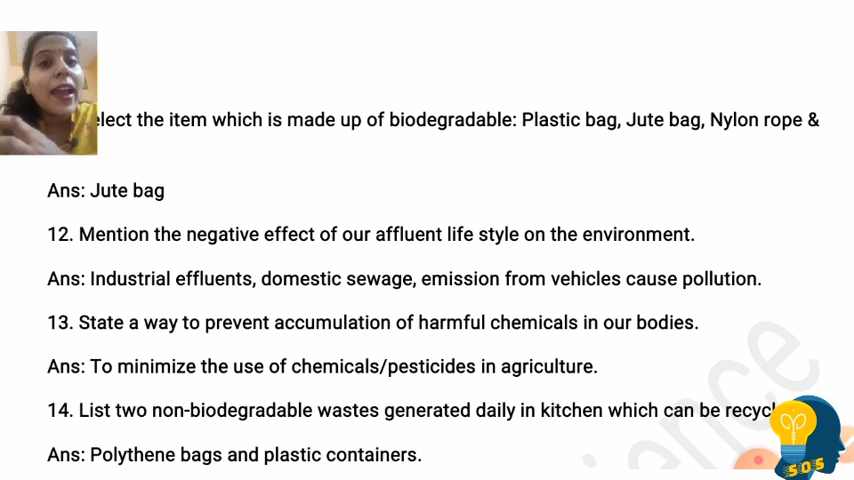 elect the item which is made up of biodegradable: Plastic bag, Jute bag, Nylon rope &
Ans: Jute bag
12. Mention the negative effect of our affluent life style on the environment.
Ans: Industrial effluents, domestic sewage, emission from vehicles cause pollution.
13. State a way to prevent accumulation of harmful chemicals in our bodies.
Ans: To minimize the use of chemicals/pesticides in agriculture.
14. List two non-biodegradable wastes generated daily in kitchen which can be recycl
Ans: Polythene bags and plastic containers.
ience
SOS